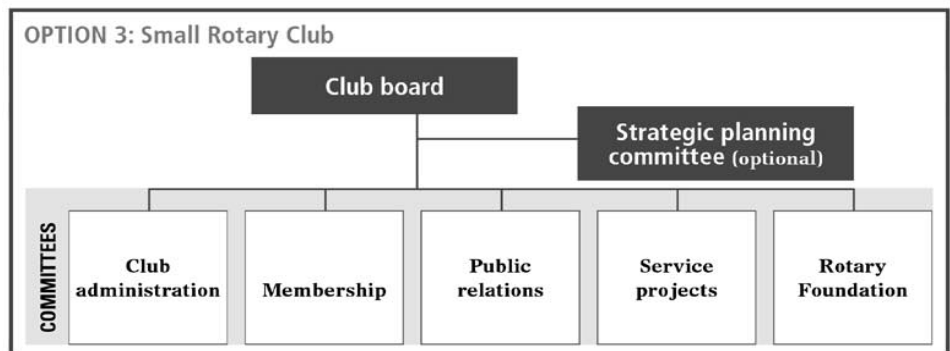 OPTION 3: Small Rotary Club
Club board
Strategic planning
committee (optional)
COMMITTEES
Club
administration
Membership
Public
relations
Service
projects
Rotary
Foundation